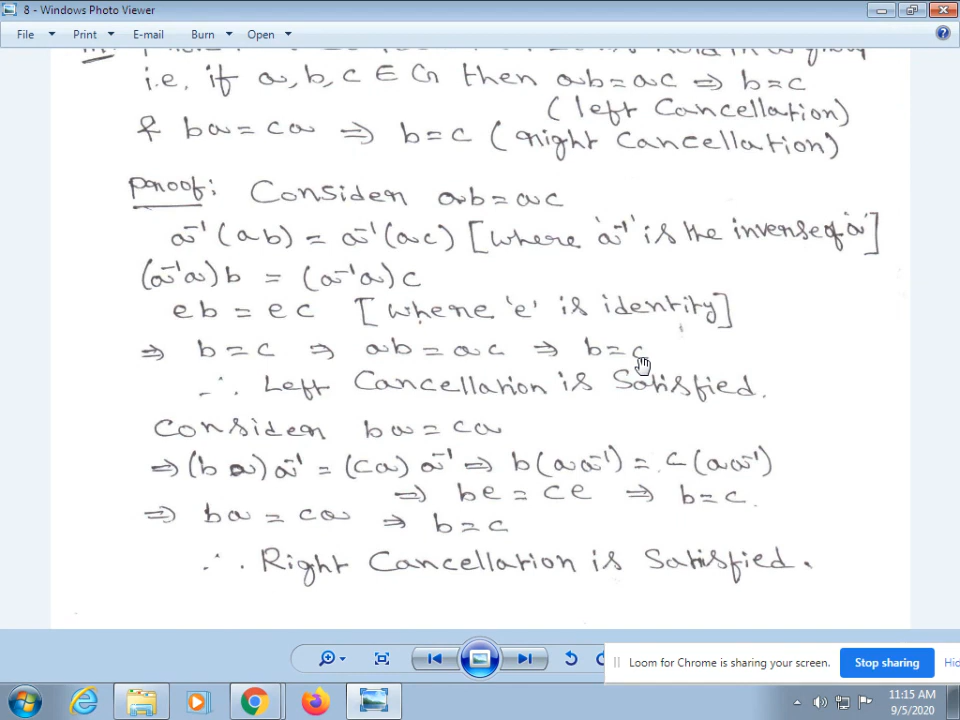 8 - Windows Photo Viewer
File Print E-mail Burn Open
i.e, if a, b, c ∈ G then ab = ac ⇒ b = c
(left Cancellation)
& ba = ca ⇒ b = c (right Cancellation)
Proof: Consider ab = ac
a⁻¹(ab) = a⁻¹(ac) [where 'a⁻¹' is the inverse of 'a']
(a⁻¹a)b = (a⁻¹a)c
eb = ec [where 'e' is identity]
⇒ b = c ⇒ ab = ac ⇒ b = c
∴ Left Cancellation is Satisfied.
Consider ba = ca
⇒ (ba)a⁻¹ = (ca)a⁻¹ ⇒ b(aa⁻¹) = c(aa⁻¹)
⇒ be = ce ⇒ b = c.
⇒ ba = ca ⇒ b = c
∴ Right Cancellation is Satisfied.
Loom for Chrome is sharing your screen. Stop sharing Hid
11:15 AM
9/5/2020